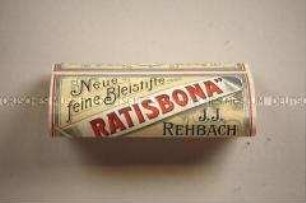 Neue
feine Bleistifte
"RATISBONA"
J.J.
REHBACH